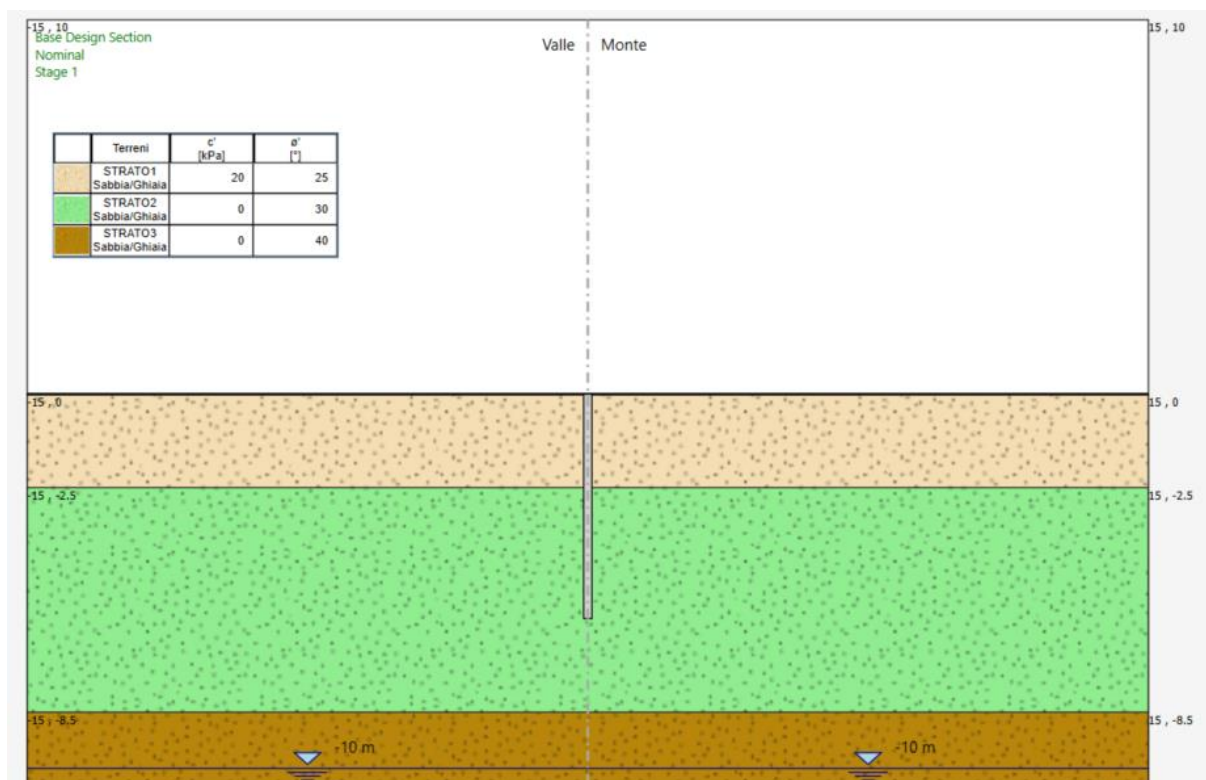 -15 , 10
15 , 10
Base Design Section
Nominal
Stage 1
Valle
Monte
Terreni
c'
[kPa]
ø'
[°]
STRATO1
Sabbia/Ghiaia
20
25
STRATO2
Sabbia/Ghiaia
0
30
STRATO3
Sabbia/Ghiaia
0
40
-15 , 0
15 , 0
-15 , -2.5
15 , -2.5
-15 , -8.5
15 , -8.5
-10 m
-10 m